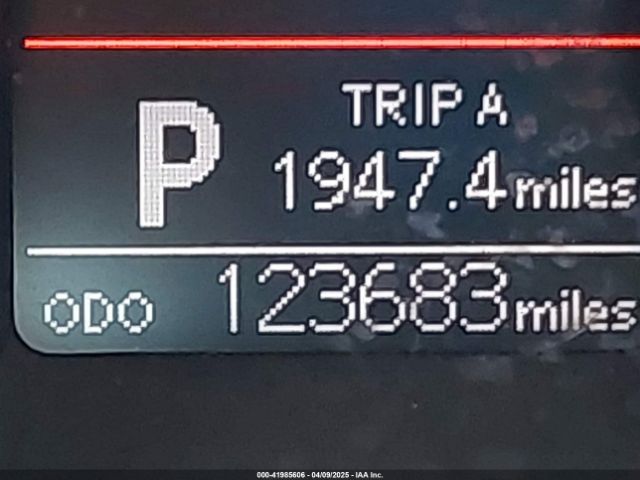 TRIP A
P 1947.4 miles
ODO 123683 miles
000-41985606 - 04/09/2025 - IAA Inc.